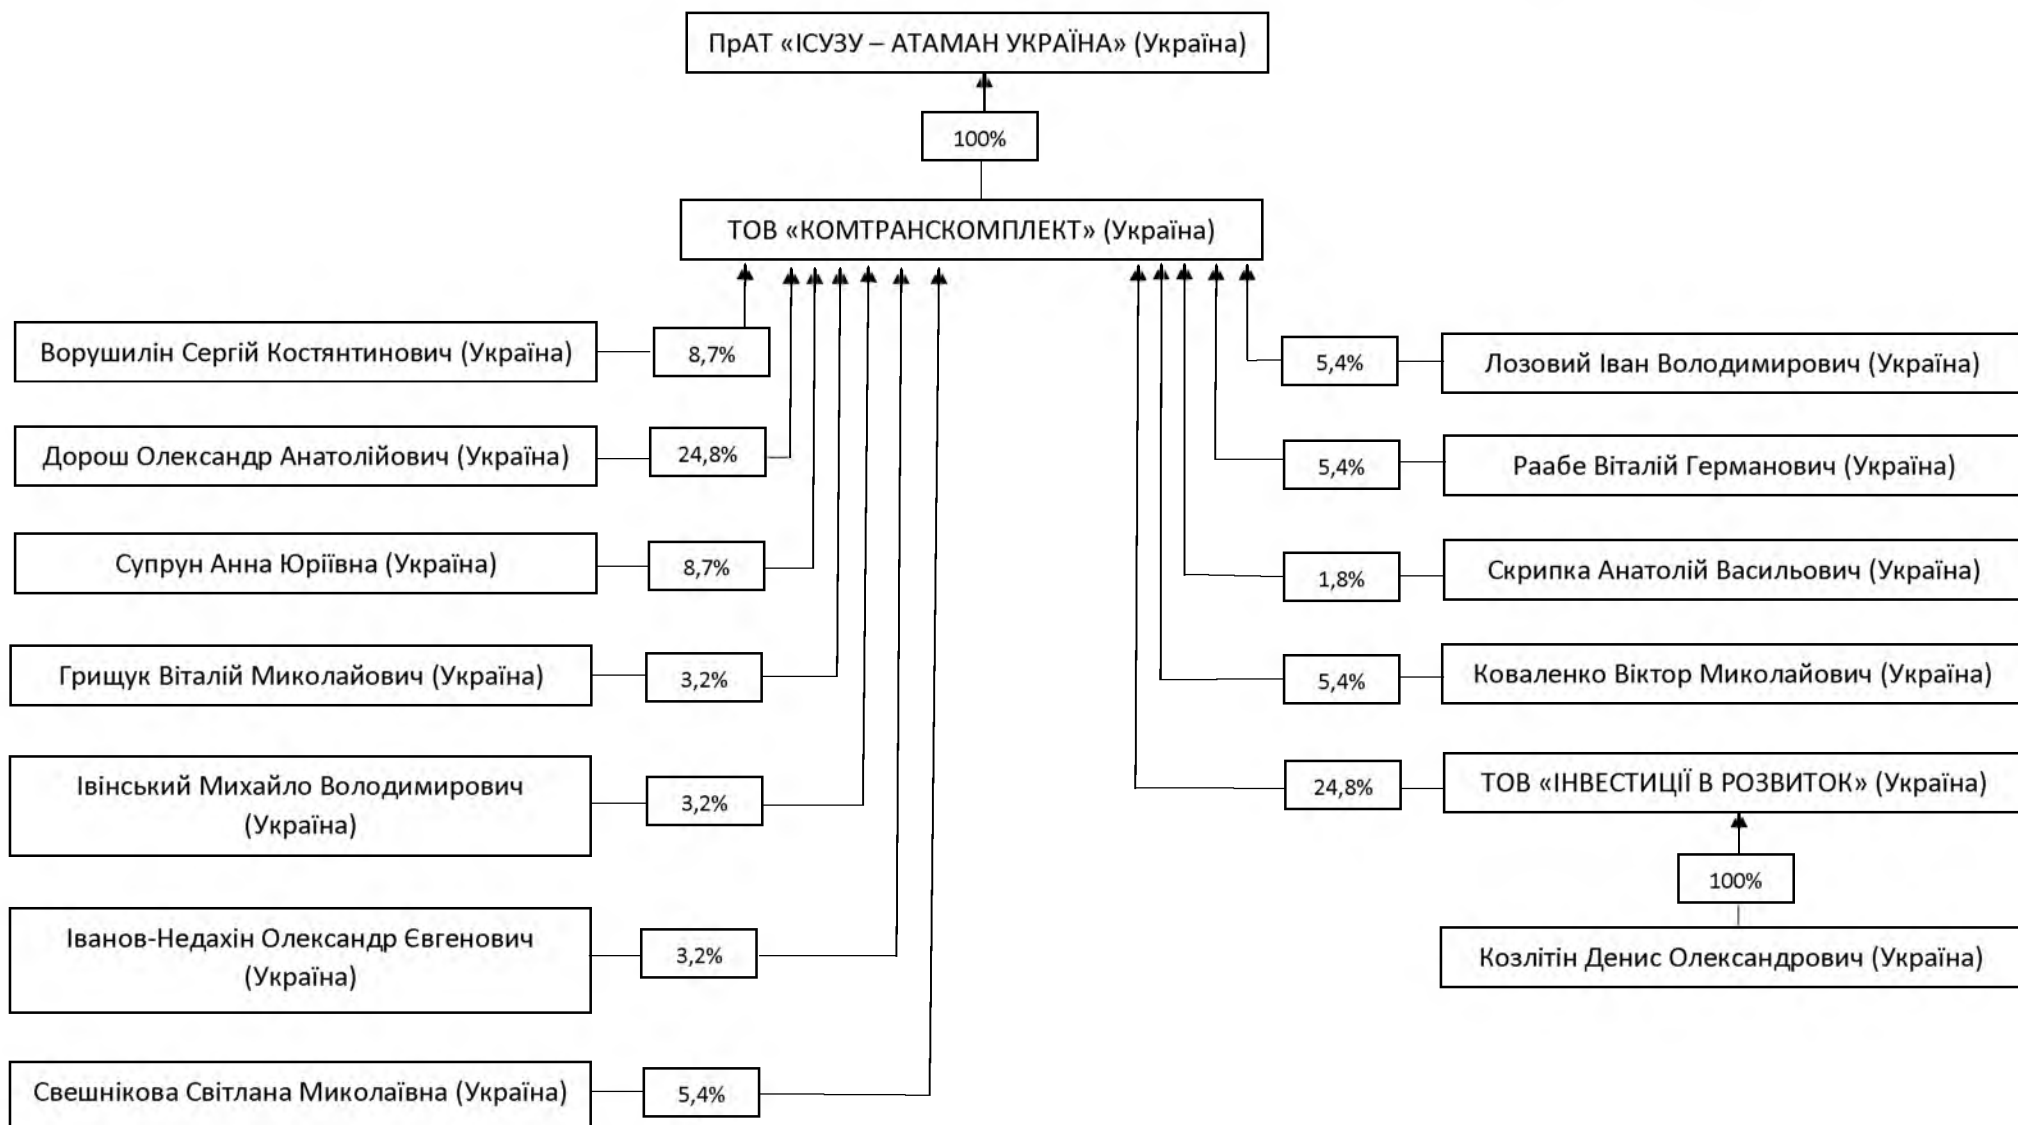 ПрАТ «ІСУЗУ – АТАМАН УКРАЇНА» (Україна)
100%
ТОВ «КОМТРАНСКОМПЛЕКТ» (Україна)
Ворушилін Сергій Костянтинович (Україна)
8,7%
Дорош Олександр Анатолійович (Україна)
24,8%
Супрун Анна Юріївна (Україна)
8,7%
Грищук Віталій Миколайович (Україна)
3,2%
Івінський Михайло Володимирович
(Україна)
3,2%
Іванов-Недахін Олександр Євгенович
(Україна)
3,2%
Свешнікова Світлана Миколаївна (Україна)
5,4%
5,4%
Лозовий Іван Володимирович (Україна)
5,4%
Раабе Віталій Германович (Україна)
1,8%
Скрипка Анатолій Васильович (Україна)
5,4%
Коваленко Віктор Миколайович (Україна)
24,8%
ТОВ «ІНВЕСТИЦІЇ В РОЗВИТОК» (Україна)
100%
Козлітін Денис Олександрович (Україна)